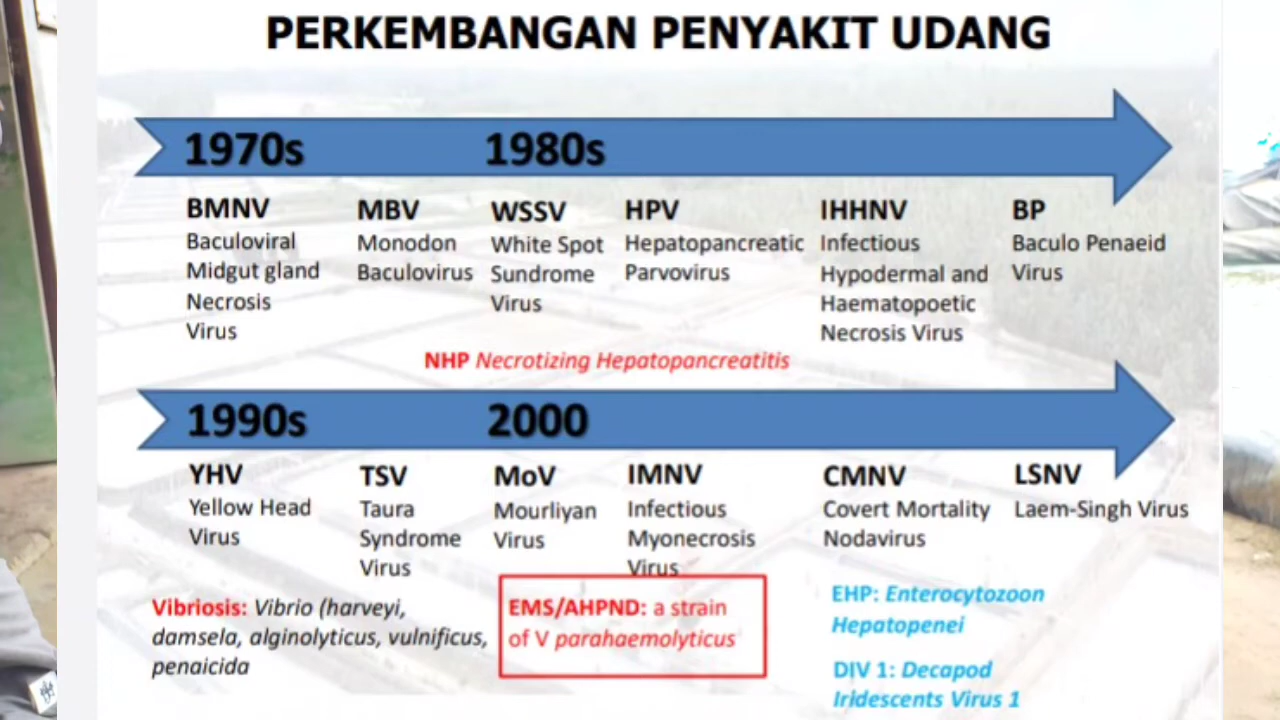 PERKEMBANGAN PENYAKIT UDANG
1970s
1980s
BMNV
Baculoviral
Midgut gland
Necrosis
Virus
MBV
Monodon
Baculovirus
WSSV
White Spot
Sundrome
Virus
HPV
Hepatopancreatic
Parvovirus
IHHNV
Infectious
Hypodermal and
Haematopoetic
Necrosis Virus
BP
Baculo Penaeid
Virus
NHP Necrotizing Hepatopancreatitis
1990s
2000
YHV
Yellow Head
Virus
TSV
Taura
Syndrome
Virus
MoV
Mourliyan
Virus
IMNV
Infectious
Myonecrosis
Virus
CMNV
Covert Mortality
Nodavirus
LSNV
Laem-Singh Virus
Vibriosis: Vibrio (harveyi,
damsela, alginolyticus, vulnificus,
penaicida
EMS/AHPND: a strain
of V parahaemolyticus
EHP: Enterocytozoon
Hepatopenei
DIV 1: Decapod
Iridescents Virus 1